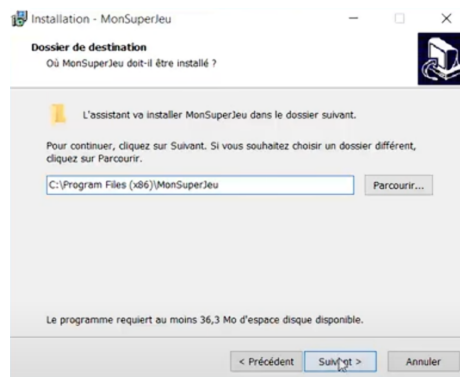 Installation - MonSuperJeu
Dossier de destination
Où MonSuperJeu doit-il être installé ?
L'assistant va installer MonSuperJeu dans le dossier suivant.
Pour continuer, cliquez sur Suivant. Si vous souhaitez choisir un dossier différent,
cliquez sur Parcourir.
C:\Program Files (x86)\MonSuperJeu
Parcourir...
Le programme requiert au moins 36,3 Mo d'espace disque disponible.
< Précédent
Suivant >
Annuler